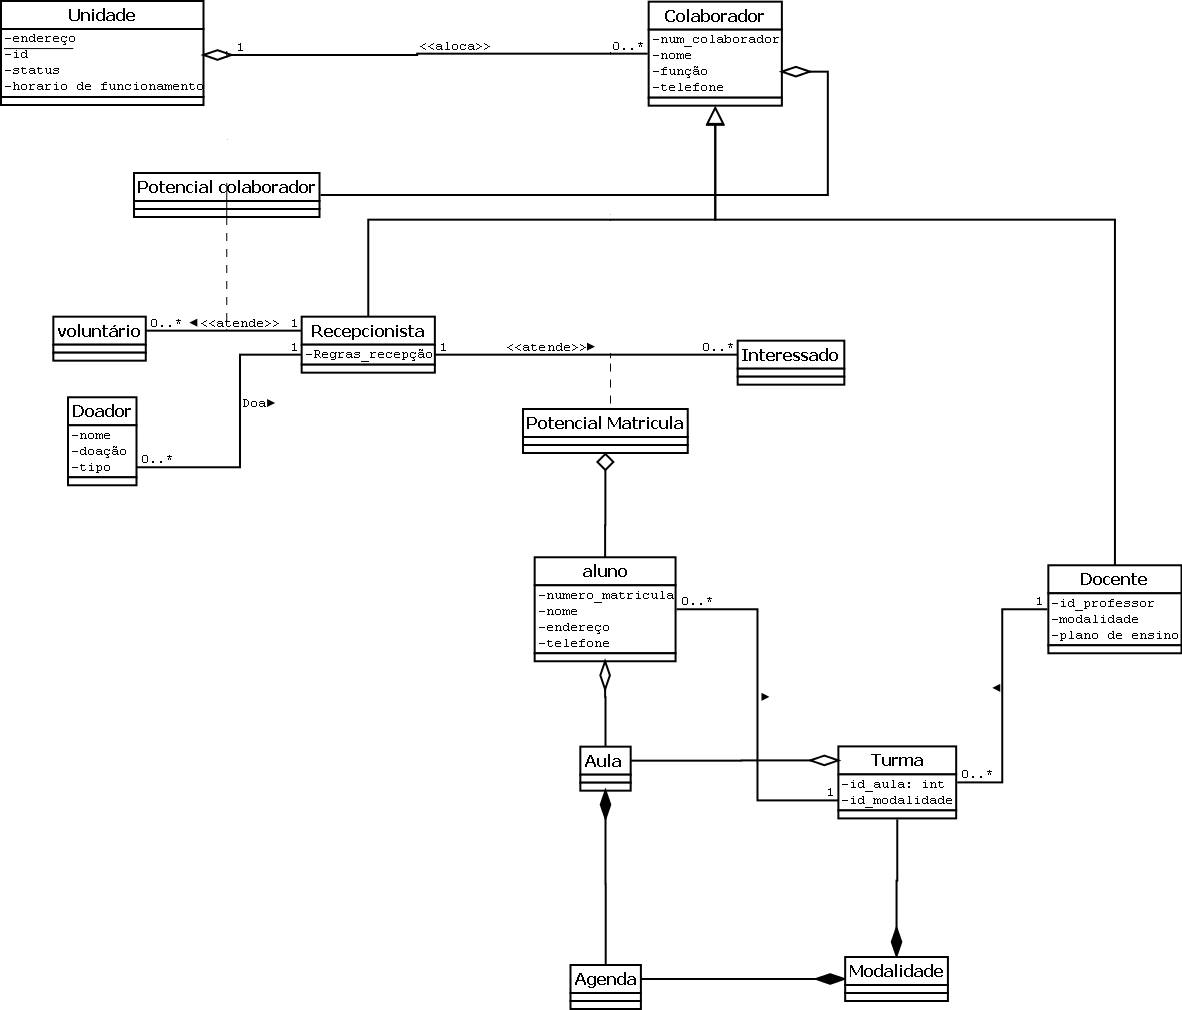 Unidade
-endereço
-id
-status
-horario de funcionamento
1
<<aloca>>
0..*
Colaborador
-num_colaborador
-nome
-função
-telefone
Potencial colaborador
voluntário
0..*
◄<<atende>>
1
Recepcionista
-Regras_recepção
1
<<atende>>►
0..*
Interessado
1
Doa►
Doador
-nome
-doação
-tipo
0..*
Potencial Matricula
aluno
-numero_matricula
-nome
-endereço
-telefone
0..*
1
Docente
-id_professor
-modalidade
-plano de ensino
►
◄
Aula
Turma
-id_aula: int
-id_modalidade
0..*
1
Agenda
Modalidade